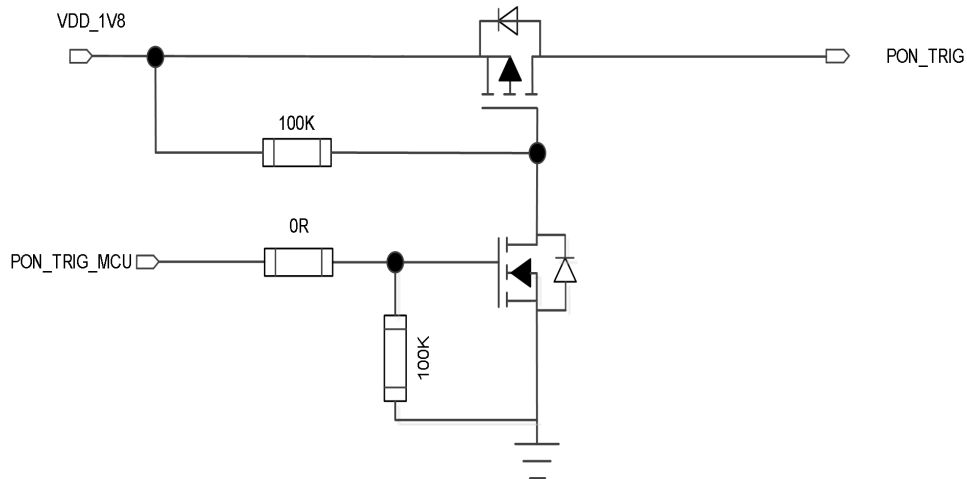 VDD_1V8
PON_TRIG
100K
0R
PON_TRIG_MCU
100K